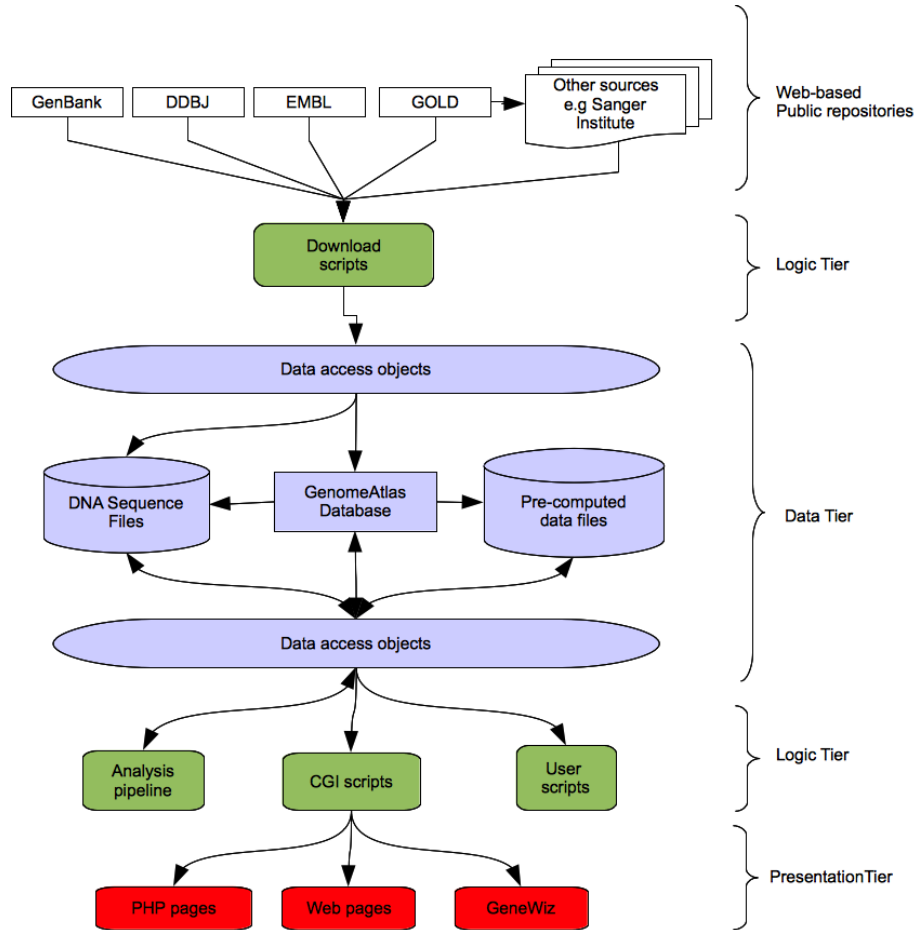 GenBank
DDBJ
EMBL
GOLD
Other sources
e.g Sanger
Institute
Web-based
Public repositories
Download
scripts
Logic Tier
Data access objects
DNA Sequence
Files
GenomeAtlas
Database
Pre-computed
data files
Data Tier
Data access objects
Analysis
pipeline
CGI scripts
User
scripts
Logic Tier
PHP pages
Web pages
GeneWiz
PresentationTier